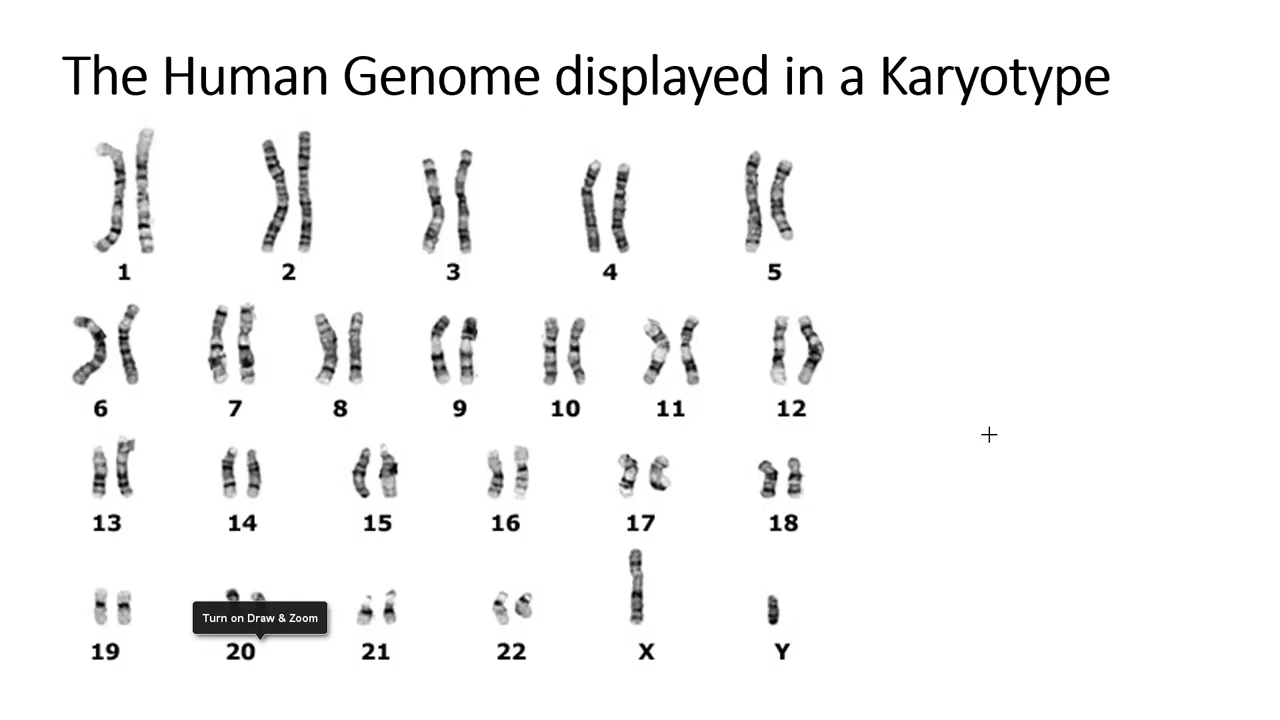 The Human Genome displayed in a Karyotype
1 2 3 4 5
6 7 8 9 10 11 12
13 14 15 16 17 18
Turn on Draw & Zoom
19 20 21 22 X Y